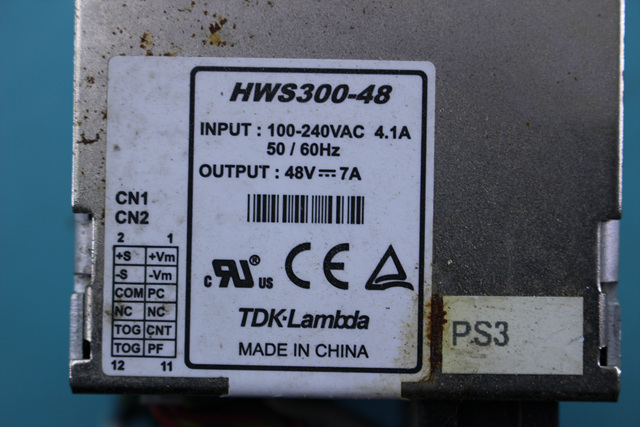 HWS300-48
INPUT : 100-240VAC 4.1A
50 / 60Hz
OUTPUT : 48V⎓7A
CN1
CN2
2 1
+S +Vm
-S -Vm
COM PC
NC NC
TOG CNT
TOG PF
12 11
c RU® US CE
TDK·Lambda
MADE IN CHINA
PS3